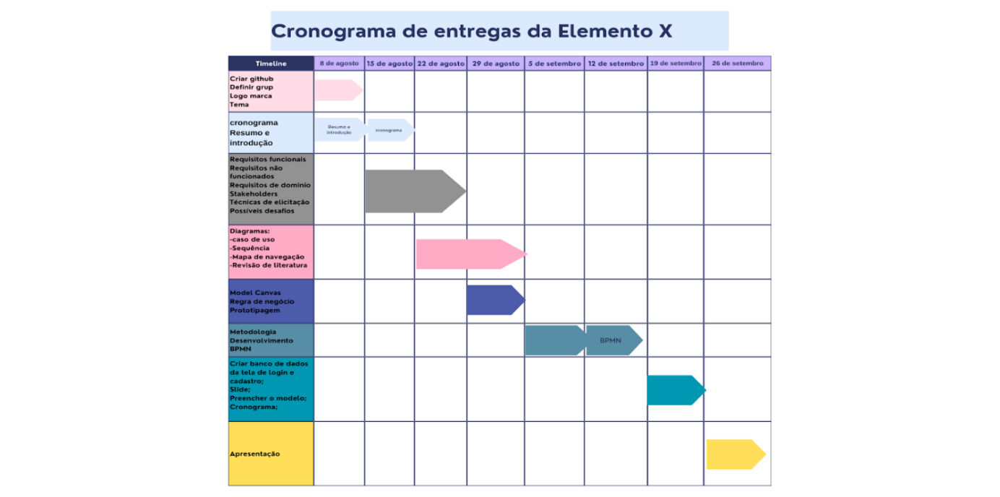 Cronograma de entregas da Elemento X
Timeline
8 de agosto
15 de agosto
22 de agosto
29 de agosto
5 de setembro
12 de setembro
19 de setembro
26 de setembro
Criar github
Definir grup
Logo marca
Tema
cronograma
Resumo e
introdução
Resumo e
introdução
cronograma
Requisitos funcionais
Requisitos não
funcionados
Requisitos de dominio
Stakeholders
Técnicas de elicitação
Possíveis desafios
Diagramas:
-caso de uso
-Sequência
-Mapa de navegação
-Revisão de literatura
Model Canvas
Regra de negócio
Prototipagem
Metodologia
Desenvolvimento
BPMN
BPMN
Criar banco de dados
da tela de login e
cadastro;
Slide;
Preencher o modelo;
Cronograma;
Apresentação